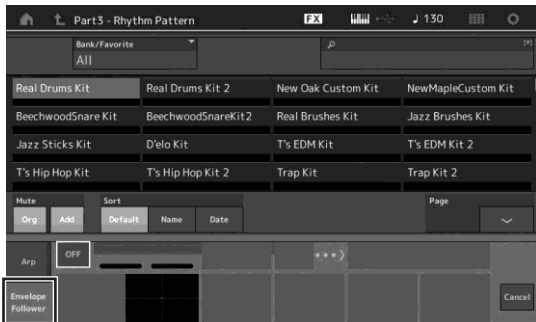 Part3 - Rhythm Pattern FX ♩ 130
Bank/Favorite
All
Real Drums Kit Real Drums Kit 2 New Oak Custom Kit NewMapleCustom Kit
BeechwoodSnare Kit BeechwoodSnareKit2 Real Brushes Kit Jazz Brushes Kit
Jazz Sticks Kit D'elo Kit T's EDM Kit T's EDM Kit 2
T's Hip Hop Kit T's Hip Hop Kit 2 Trap Kit Trap Kit 2
Mute Sort Page
Org Add Default Name Date
Arp OFF
Envelope
Follower Cancel